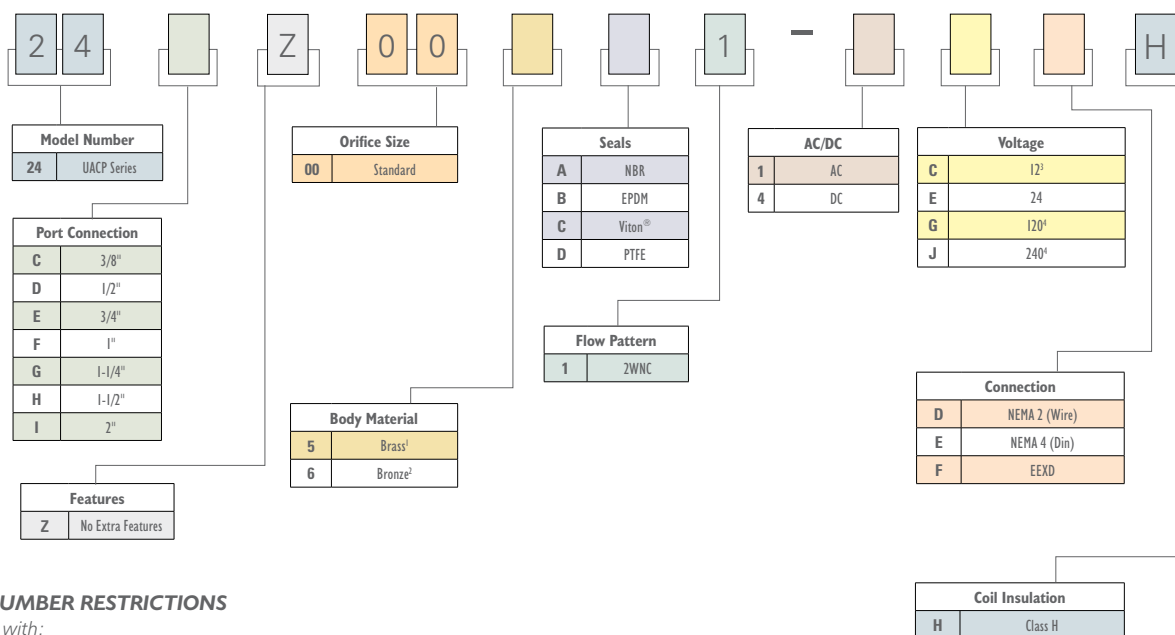 2 4 Z 0 0 1 – H
Model Number
24 UACP Series
Port Connection
C 3/8"
D 1/2"
E 3/4"
F 1"
G 1-1/4"
H 1-1/2"
I 2"
Features
Z No Extra Features
Orifice Size
00 Standard
Body Material
5 Brass¹
6 Bronze²
Seals
A NBR
B EPDM
C Viton®
D PTFE
Flow Pattern
1 2WNC
AC/DC
1 AC
4 DC
Voltage
C 12³
E 24
G 120⁴
J 240⁴
Connection
D NEMA 2 (Wire)
E NEMA 4 (Din)
F EEXD
Coil Insulation
H Class H
UMBER RESTRICTIONS
with: